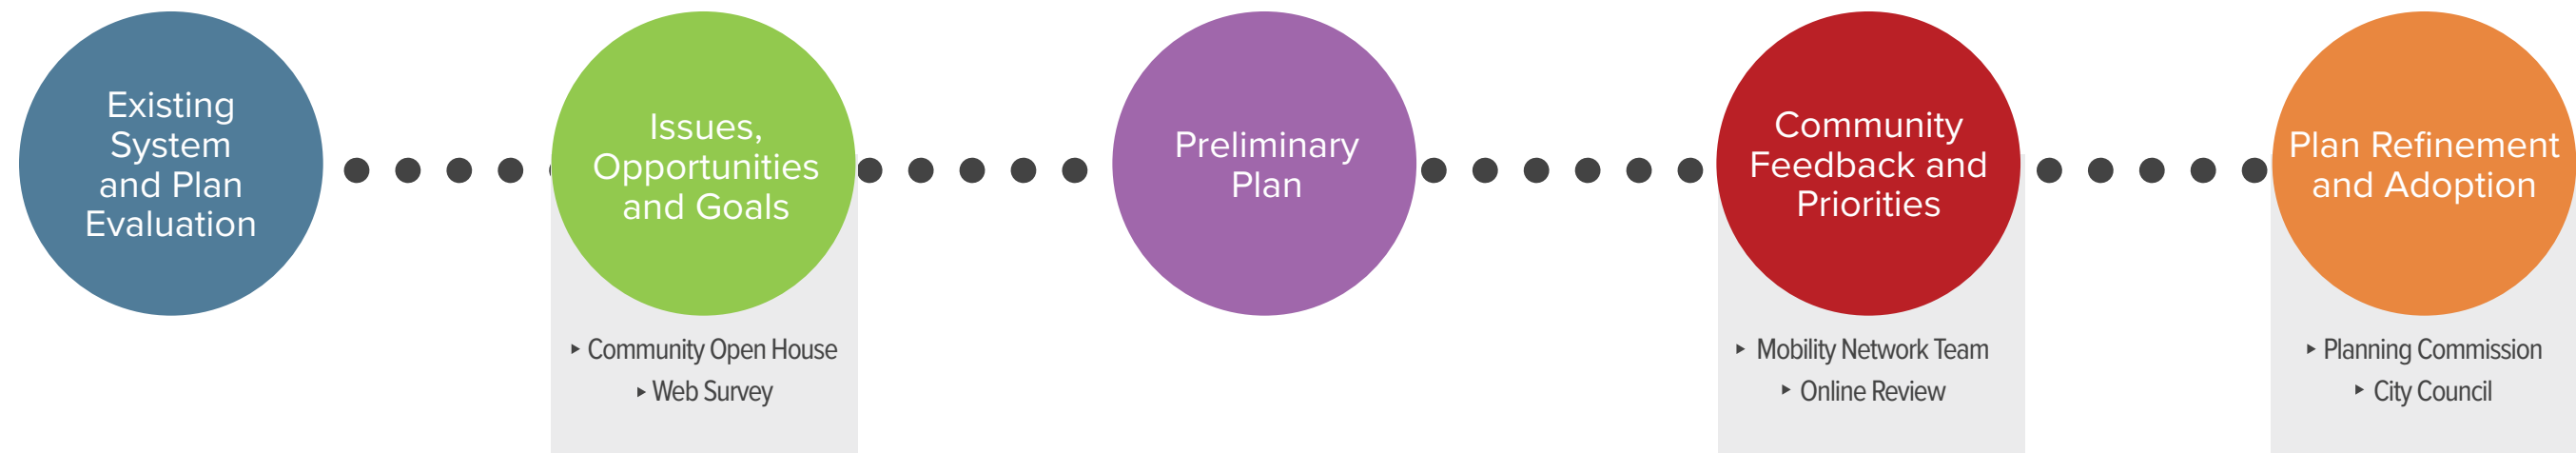 Existing
System
and Plan
Evaluation
Issues,
Opportunities
and Goals
‣ Community Open House
‣ Web Survey
Preliminary
Plan
Community
Feedback and
Priorities
‣ Mobility Network Team
‣ Online Review
Plan Refinement
and Adoption
‣ Planning Commission
‣ City Council